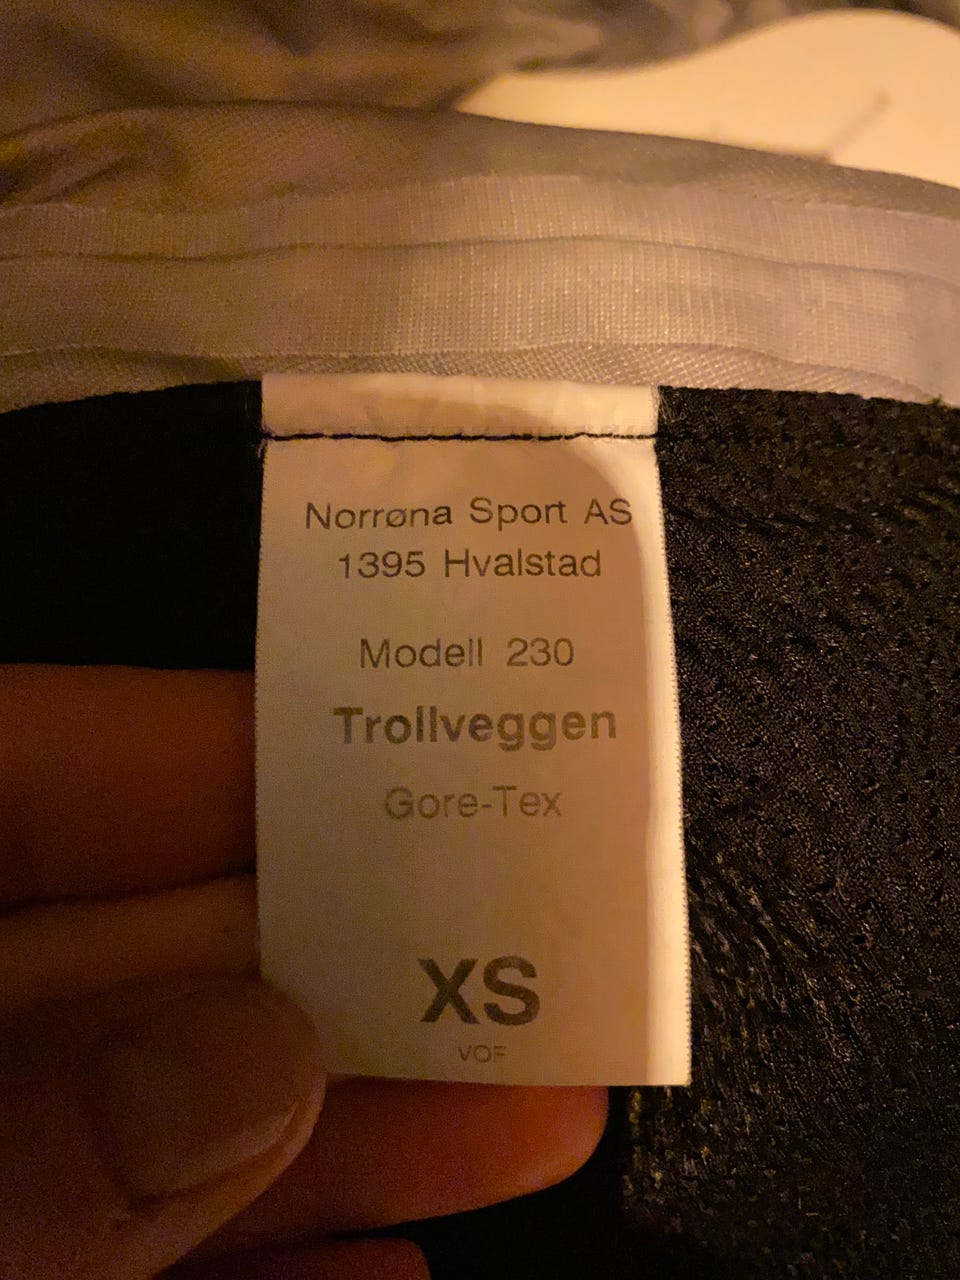 Norrøna Sport AS
1395 Hvalstad
Modell 230
Trollveggen
Gore-Tex
XS
VOF